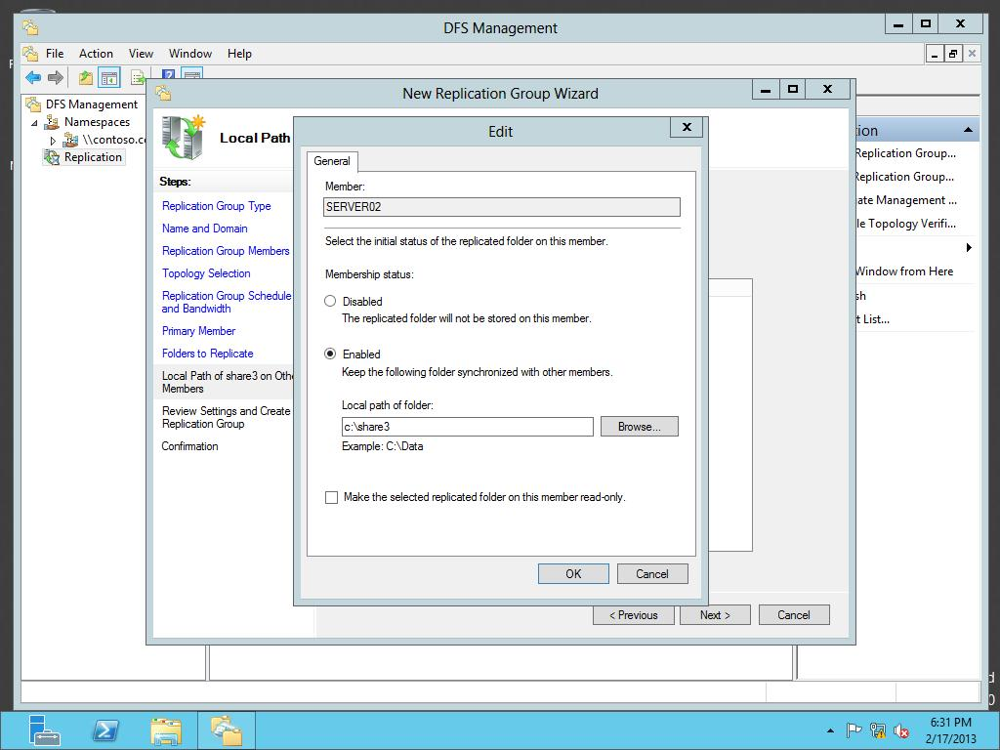 DFS Management
File Action View Window Help
DFS Management
Namespaces
\\contoso.c
Replication
New Replication Group Wizard
Local Path
Steps:
Replication Group Type
Name and Domain
Replication Group Members
Topology Selection
Replication Group Schedule
and Bandwidth
Primary Member
Folders to Replicate
Local Path of share3 on Oth
Members
Review Settings and Create
Replication Group
Confirmation
Edit
General
Member:
SERVER02
Select the initial status of the replicated folder on this member.
Membership status:
Disabled
The replicated folder will not be stored on this member.
Enabled
Keep the following folder synchronized with other members.
Local path of folder:
c:\share3
Browse...
Example: C:\Data
Make the selected replicated folder on this member read-only.
OK
Cancel
< Previous
Next >
Cancel
ion
Replication Group...
Replication Group...
ate Management ...
le Topology Verifi...
Window from Here
sh
t List...
6:31 PM
2/17/2013